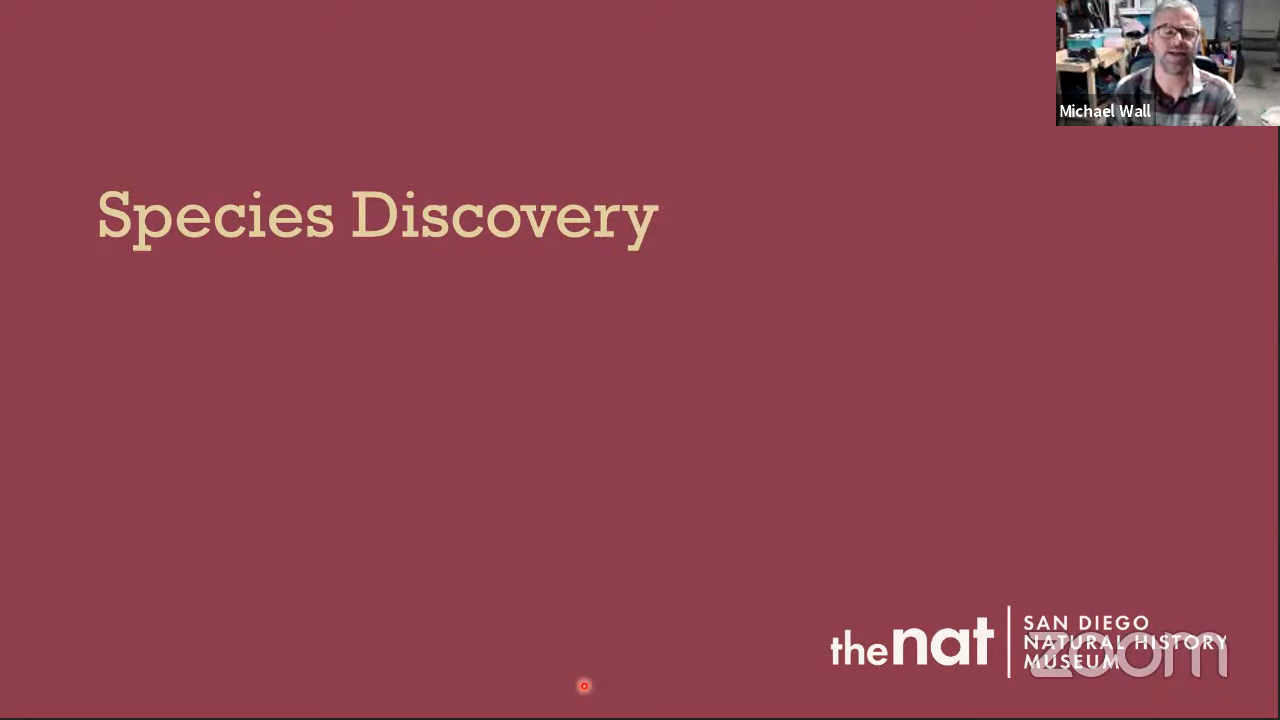 Michael Wall
Species Discovery
thenat
SAN DIEGO
NATURAL HISTORY
MUSEUM
zoom